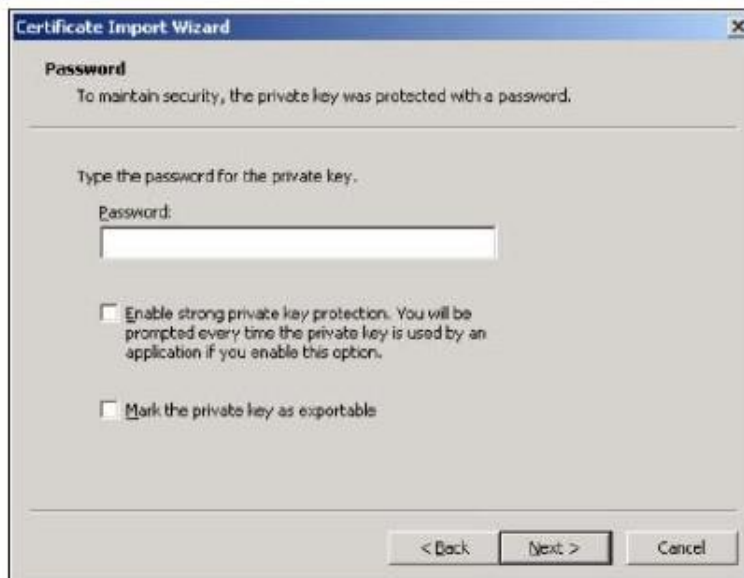 Certificate Import Wizard
Password
To maintain security, the private key was protected with a password.
Type the password for the private key.
Password:
Enable strong private key protection. You will
be prompted every time the private key is used by an
application if you enable this option.
Mark the private key as exportable
< Back
Next >
Cancel